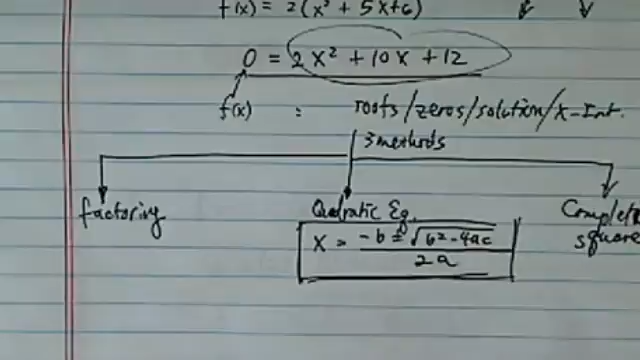 f(x) = 2(x² + 5x+6)
0 = 2x² + 10x + 12
f(x) : roots/zeros/solution/x-Int.
3 methods
factoring Quadratic Eq. Complete
square
x = -b ± √b²-4ac
2a